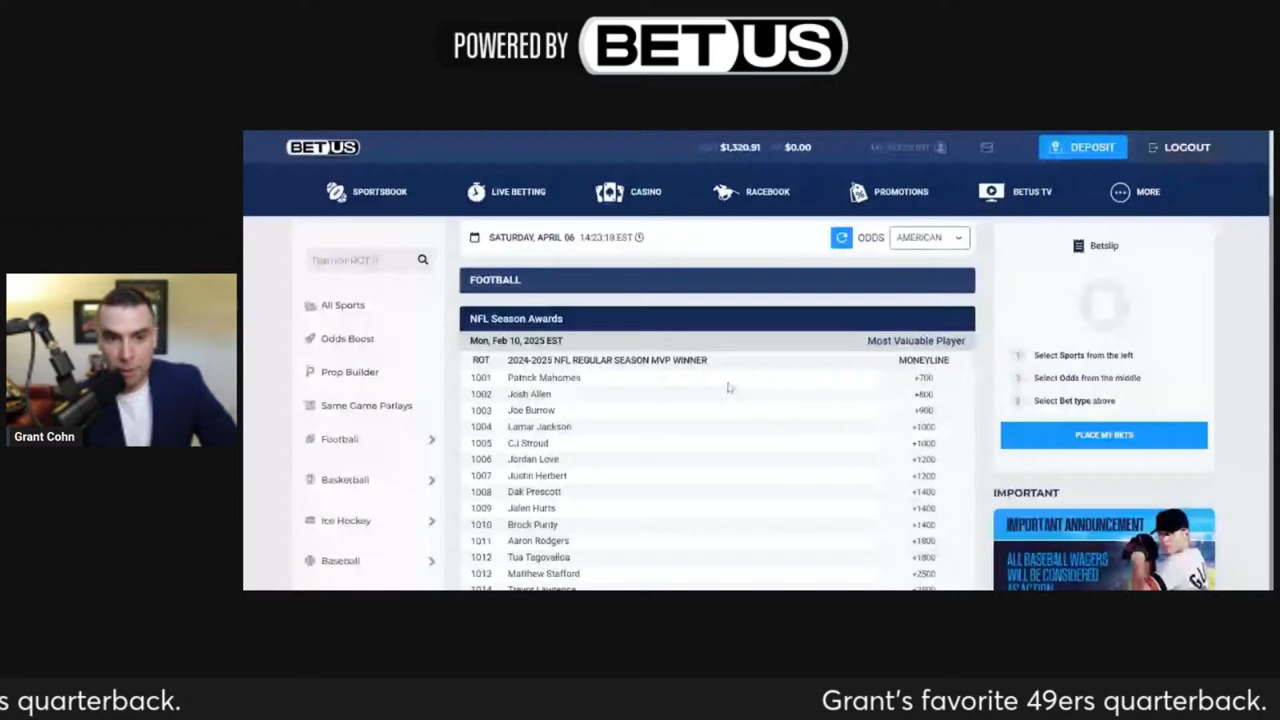 POWERED BY BETUS
BETUS
$1,320.91 $0.00
DEPOSIT
LOGOUT
SPORTSBOOK
LIVE BETTING
CASINO
RACEBOOK
PROMOTIONS
BETUS TV
MORE
SATURDAY, APRIL 06 14:23:19 EST
ODDS AMERICAN
Betslip
All Sports
Odds Boost
Prop Builder
Same Game Parlays
Football
Basketball
Ice Hockey
Baseball
FOOTBALL
NFL Season Awards
Mon, Feb 10, 2025 EST Most Valuable Player
ROT 2024-2025 NFL REGULAR SEASON MVP WINNER MONEYLINE
1001 Patrick Mahomes +700
1002 Josh Allen +800
1003 Joe Burrow +900
1004 Lamar Jackson +1000
1005 CJ Stroud +1000
1006 Jordan Love +1200
1007 Justin Herbert +1200
1008 Dak Prescott +1400
1009 Jalen Hurts +1400
1010 Brock Purdy +1400
1011 Aaron Rodgers +1800
1012 Tua Tagovailoa +1800
1013 Matthew Stafford +2500
1014 Trevor Lawrence
Select Sports from the left
Select Odds from the middle
Select Bet type above
PLACE MY BETS
IMPORTANT
IMPORTANT ANNOUNCEMENT
ALL BASEBALL WAGERS
WILL BE CONSIDERED
AS ACTION
Grant Cohn
s quarterback. Grant's favorite 49ers quarterback.